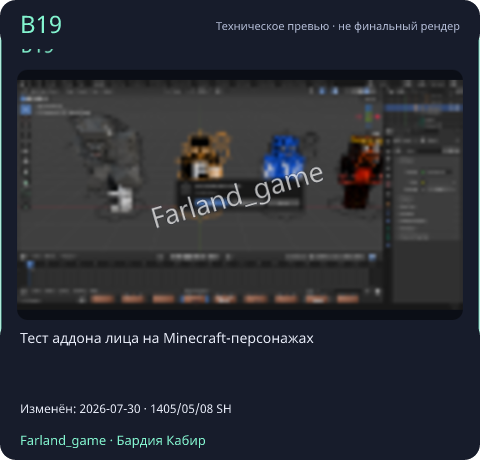 B19
Техническое превью · не финальный рендер
B19
Farland_game
Тест аддона лица на Minecraft-персонажах
Изменён: 2026-07-30 · 1405/05/08 SH
Farland_game · Бардия Кабир